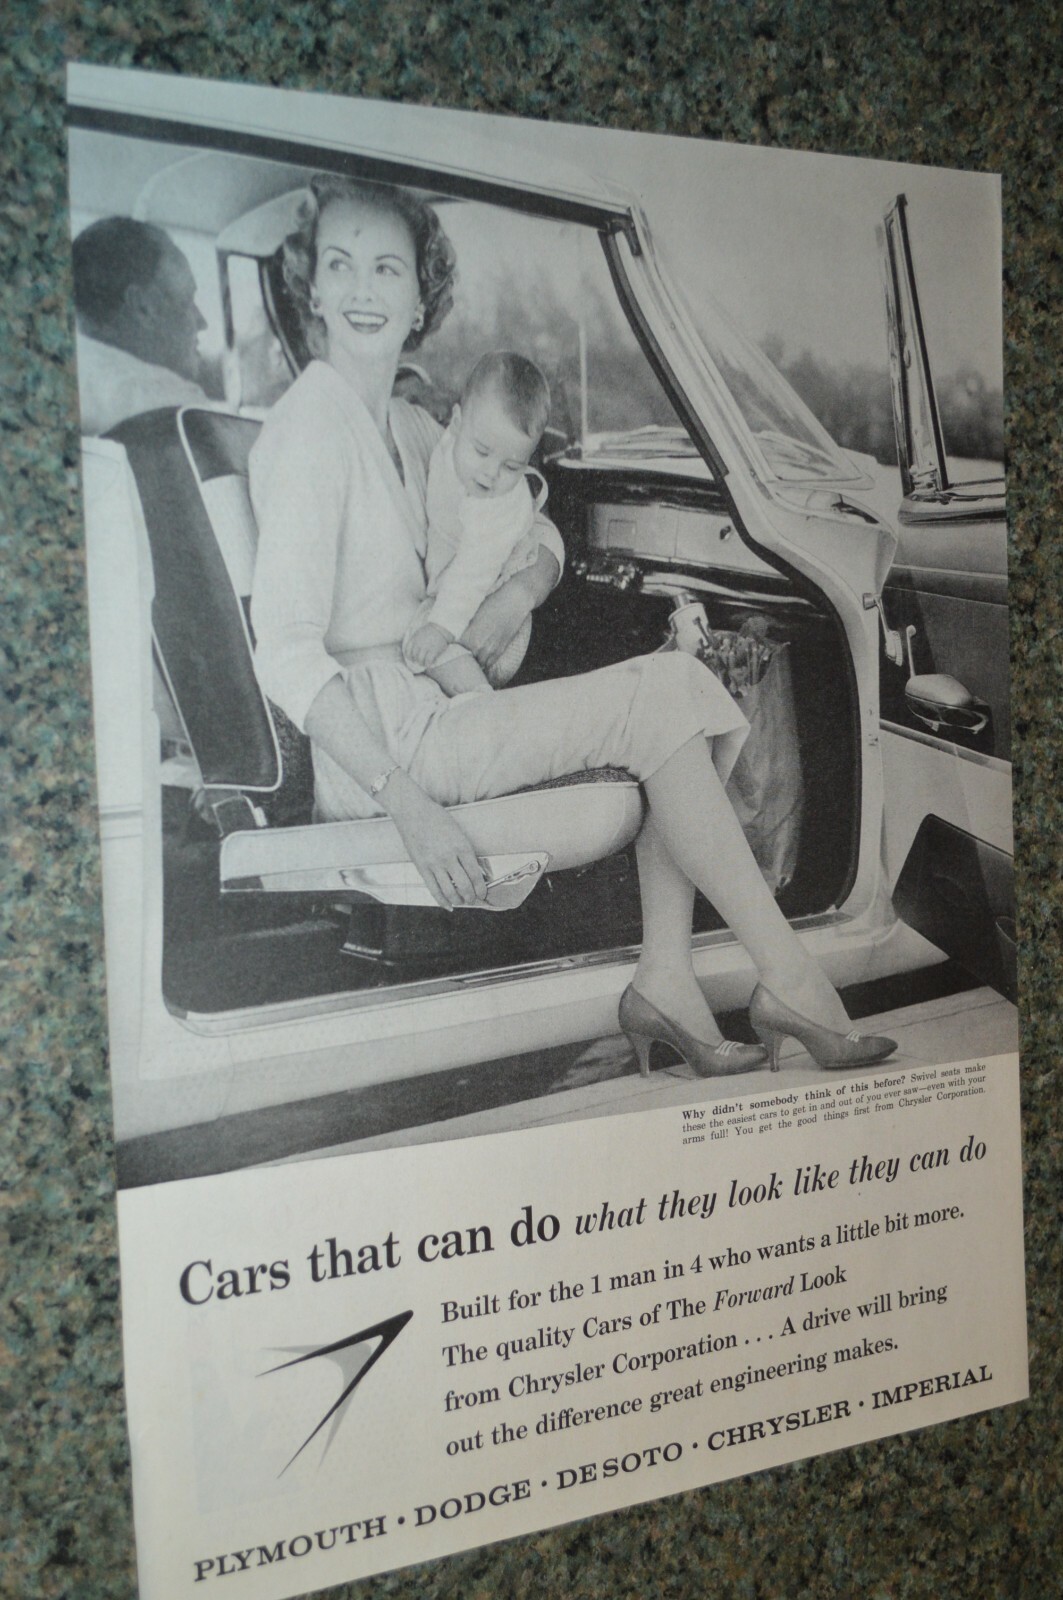 Why didn't somebody think of this before? Swivel seats make
these the easiest cars to get in and out of you ever saw—even with your
arms full! You get the good things first from Chrysler Corporation.
Cars that can do what they look like they can do
Built for the 1 man in 4 who wants a little bit more.
The quality Cars of The Forward Look
from Chrysler Corporation . . . A drive will bring
out the difference great engineering makes.
PLYMOUTH · DODGE · DE SOTO · CHRYSLER · IMPERIAL